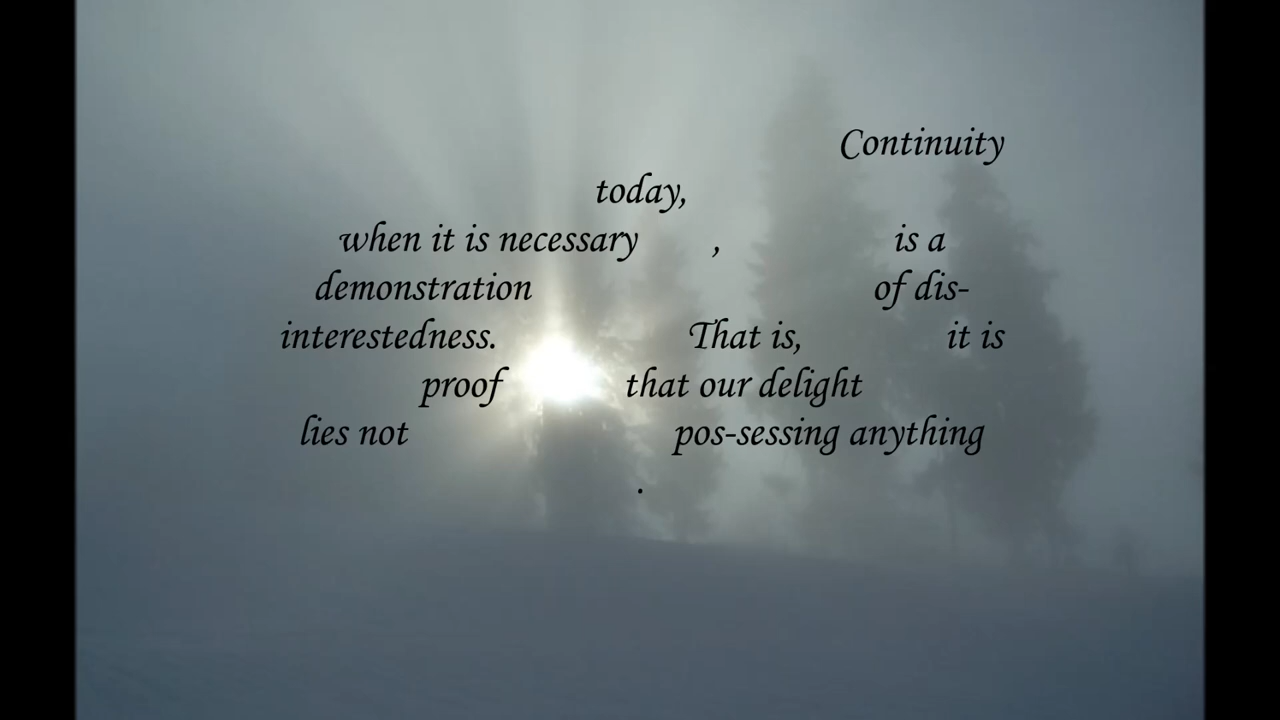 Continuity
today,
when it is necessary , is a
demonstration of dis-
interestedness. That is, it is
proof that our delight
lies not pos-sessing anything
.